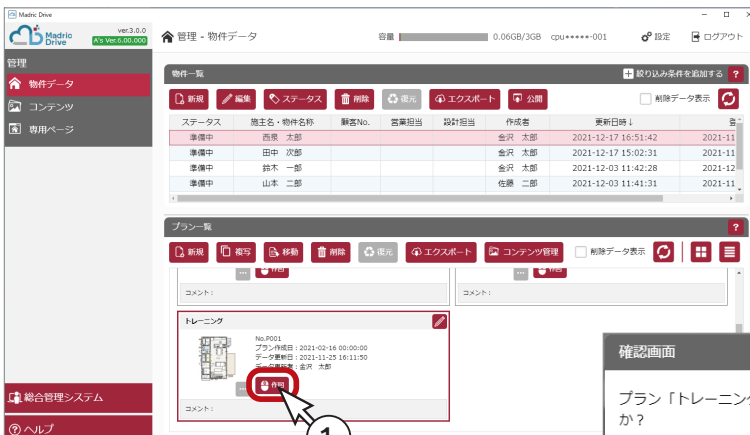 Madric Drive
Madric
Drive
ver.3.0.0
A's Ver.6.00.000
管理 - 物件データ
容量
0.06GB/3GB
cpu*****-001
設定
ログアウト
管理
物件データ
コンテンツ
専用ページ
総合管理システム
ヘルプ
物件一覧
絞り込み条件を追加する
?
新規
編集
ステータス
削除
復元
エクスポート
公開
削除データ表示
ステータス 施主名・物件名称 顧客No. 営業担当 設計担当 作成者 更新日時↓
準備中 西泉 太郎 金沢 太郎 2021-12-17 16:51:42 2021-11
準備中 田中 次郎 金沢 太郎 2021-12-17 15:02:31 2021-11
準備中 鈴木 一郎 金沢 太郎 2021-12-03 11:42:28 2021-12
準備中 山本 二郎 佐藤 二郎 2021-12-03 11:41:31 2021-11
プラン一覧
?
新規
複写
移動
削除
復元
エクスポート
コンテンツ管理
削除データ表示
...
...
コメント:
コメント:
トレーニング
No.P001
プラン作成日:2021-02-16 00:00:00
データ更新日:2021-11-25 16:11:50
データ更新者:金沢 太郎
...
作図
コメント:
1
確認画面
プラン「トレーニング
か?